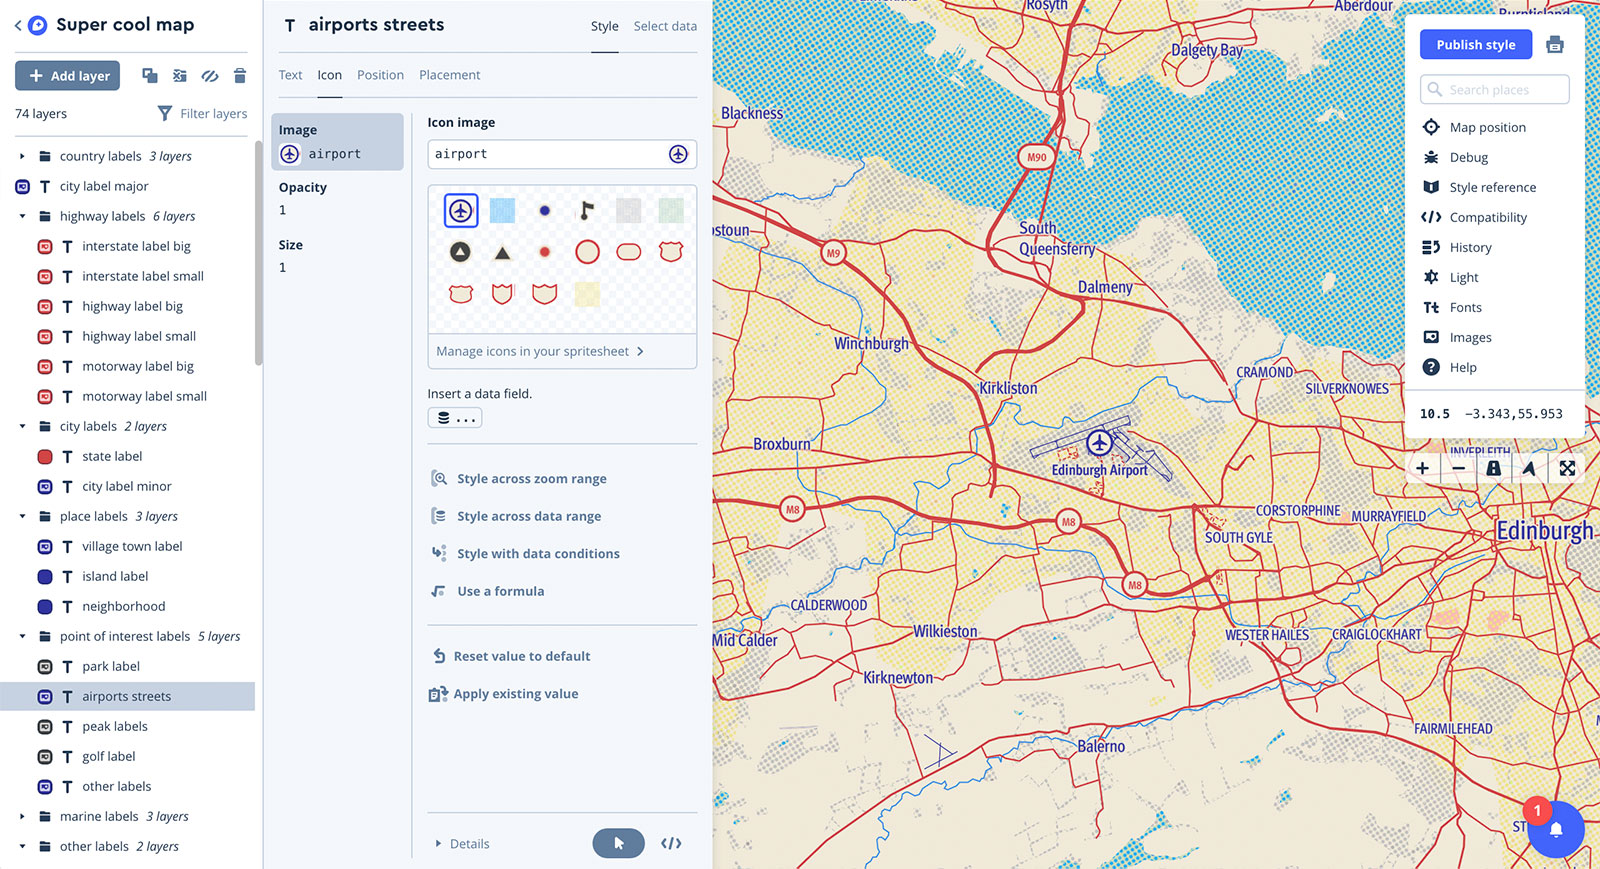 Super cool map
Add layer
74 layers
Filter layers
country labels 3 layers
city label major
highway labels 6 layers
interstate label big
interstate label small
highway label big
highway label small
motorway label big
motorway label small
city labels 2 layers
state label
city label minor
place labels 3 layers
village town label
island label
neighborhood
point of interest labels 5 layers
park label
airports streets
peak labels
golf label
other labels
marine labels 3 layers
other labels 2 layers
T airports streets
Style
Select data
Text
Icon
Position
Placement
Image
airport
Opacity
1
Size
1
Icon image
airport
Manage icons in your spritesheet
Insert a data field.
...
Style across zoom range
Style across data range
Style with data conditions
Use a formula
Reset value to default
Apply existing value
Details
Rosyth
Aberdour
Burntisland
Dalgety Bay
Blackness
M90
South
Queensferry
M9
Dalmeny
Winchburgh
Kirkliston
CRAMOND
SILVERKNOWES
Broxburn
Edinburgh Airport
INVERLEITH
M8
M8
CORSTORPHINE
MURRAYFIELD
SOUTH GYLE
Edinburgh
M8
CALDERWOOD
Mid Calder
Wilkieston
WESTER HAILES
CRAIGLOCKHART
Kirknewton
FAIRMILEHEAD
Balerno
Publish style
Search places
Map position
Debug
Style reference
Compatibility
History
Light
Tt Fonts
Images
Help
10.5 −3.343,55.953
1